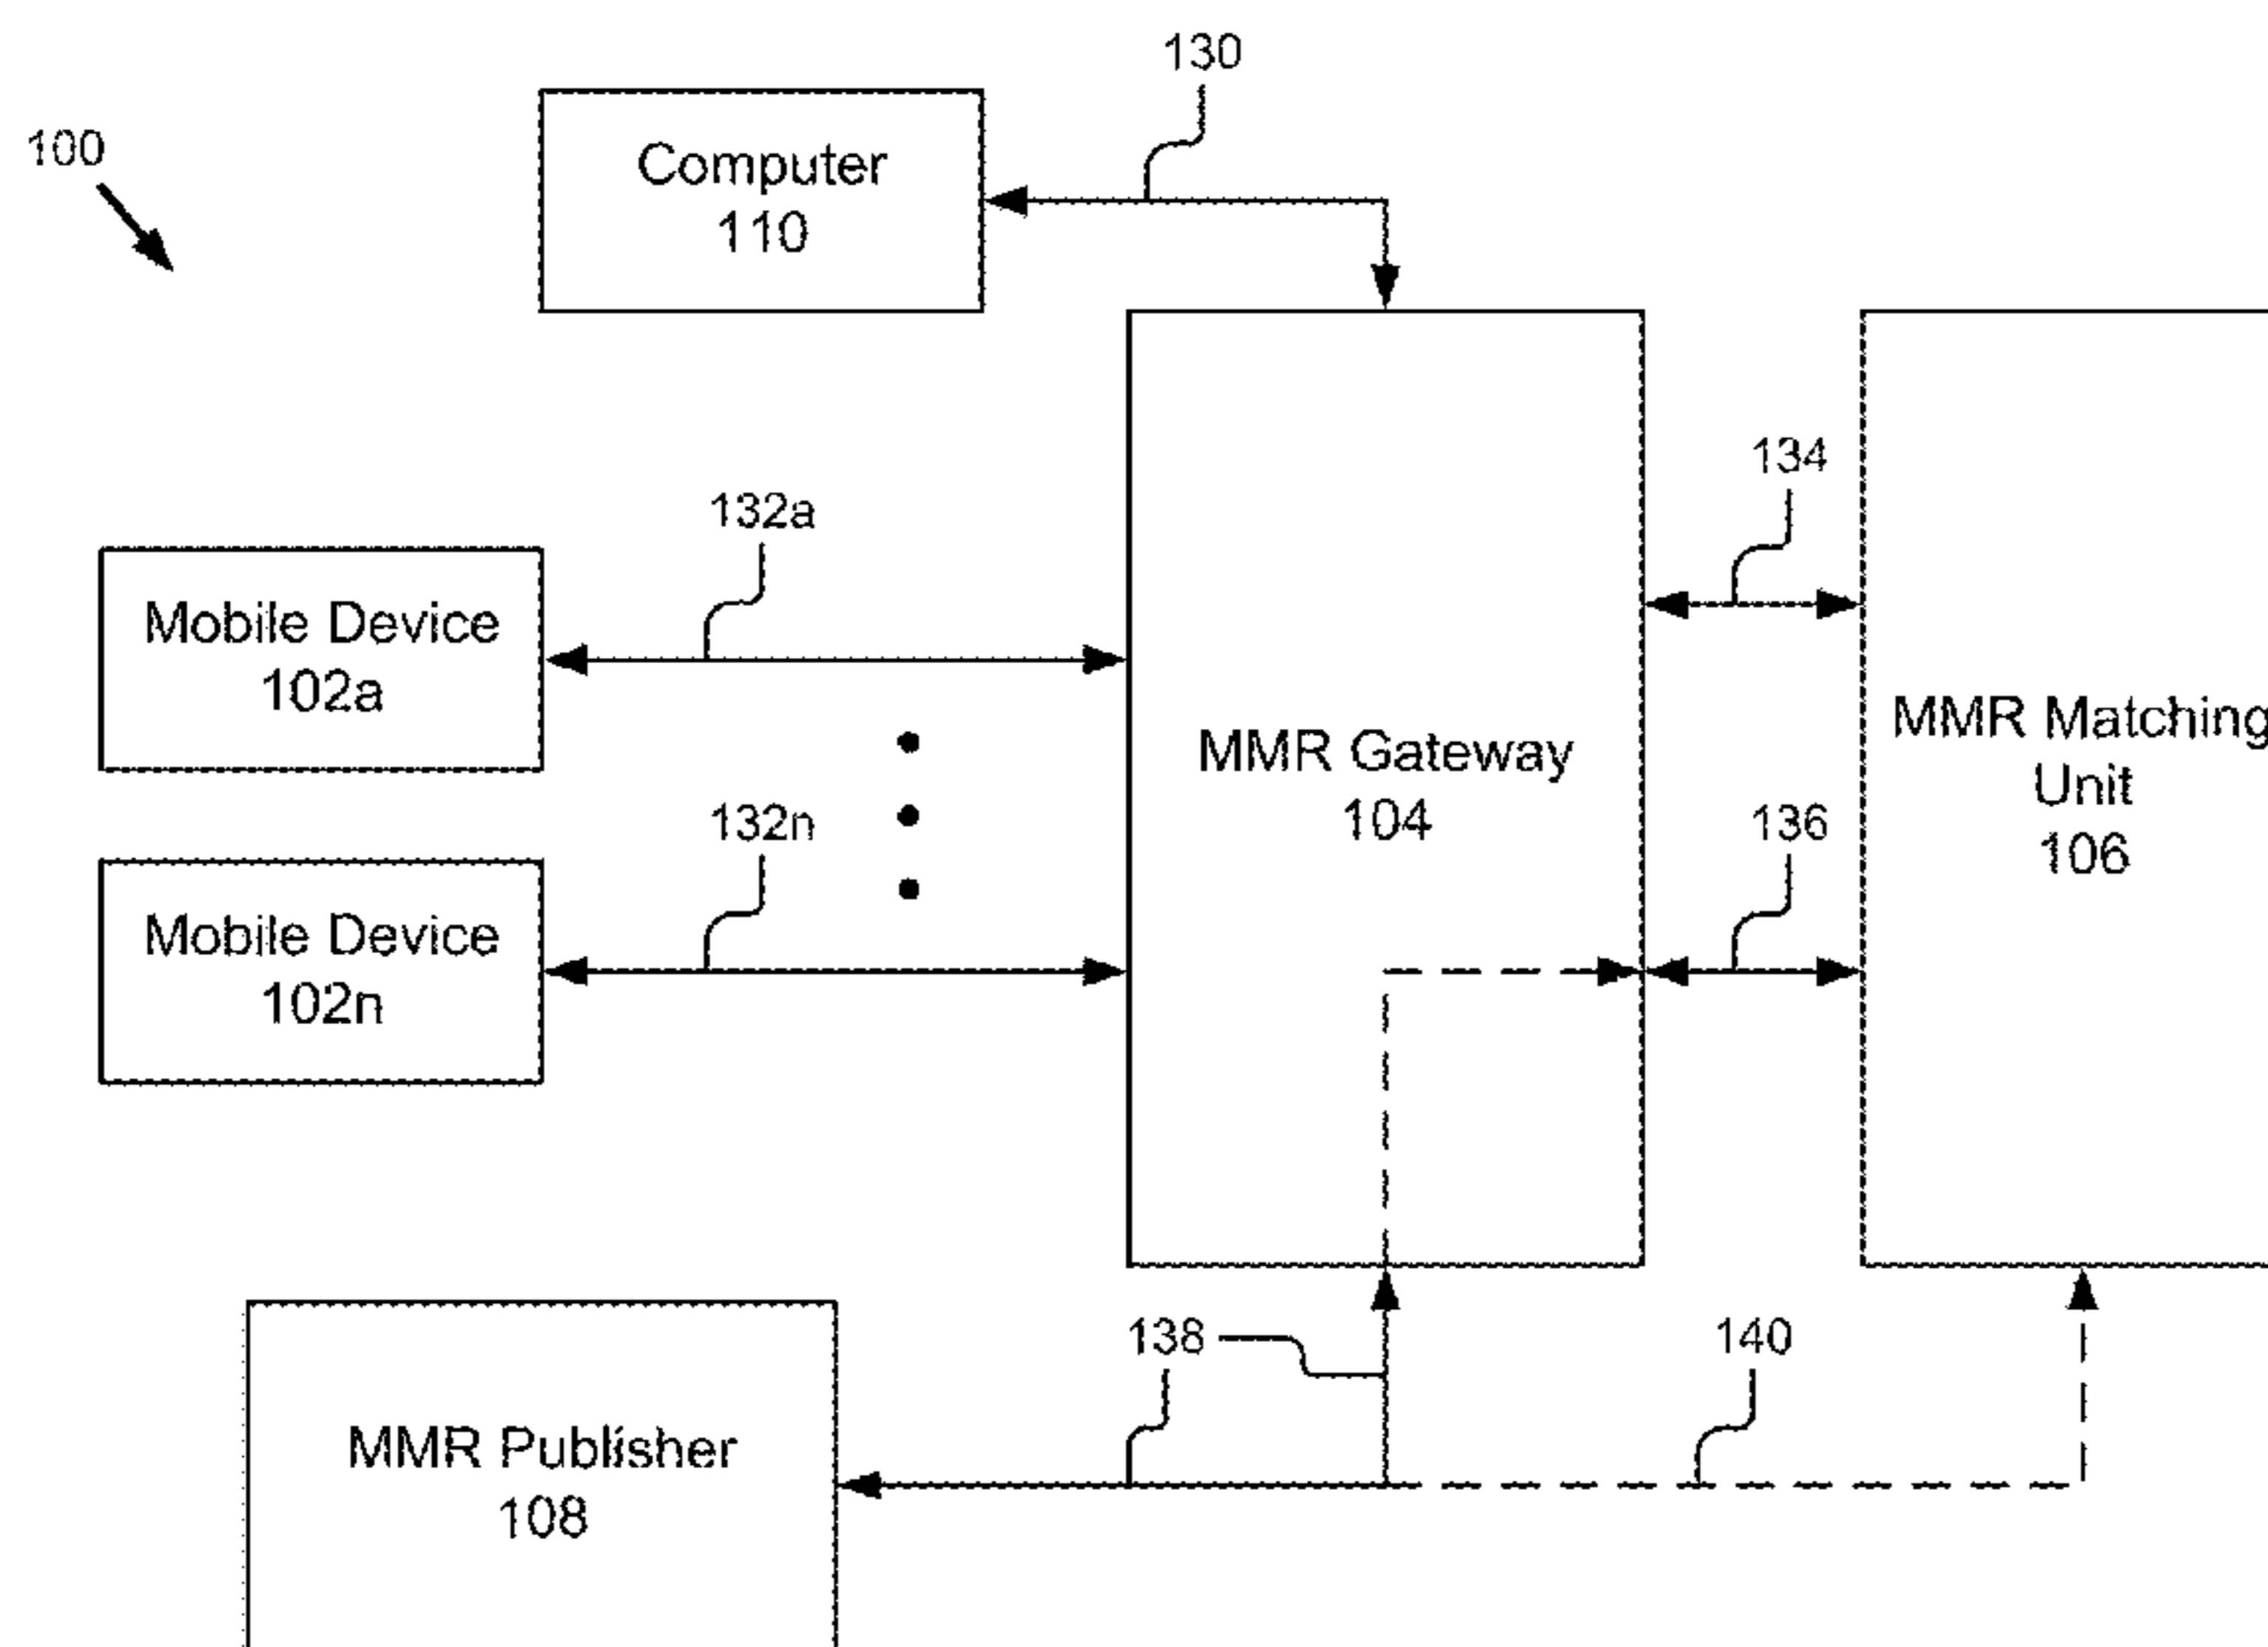 130
100
Computer
110
134
132a
Mobile Device
102a
MMR Gateway
104
MMR Matching
Unit
106
132n
136
Mobile Device
102n
138
140
MMR Publisher
108